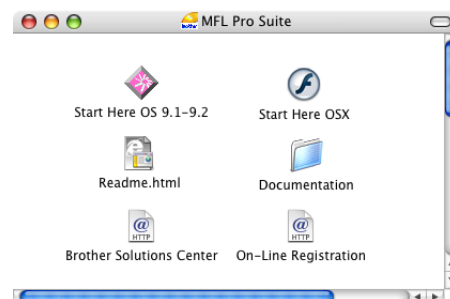 MFL Pro Suite
Start Here OS 9.1-9.2
Start Here OSX
Readme.html
Documentation
@
HTTP
@
HTTP
Brother Solutions Center
On-Line Registration